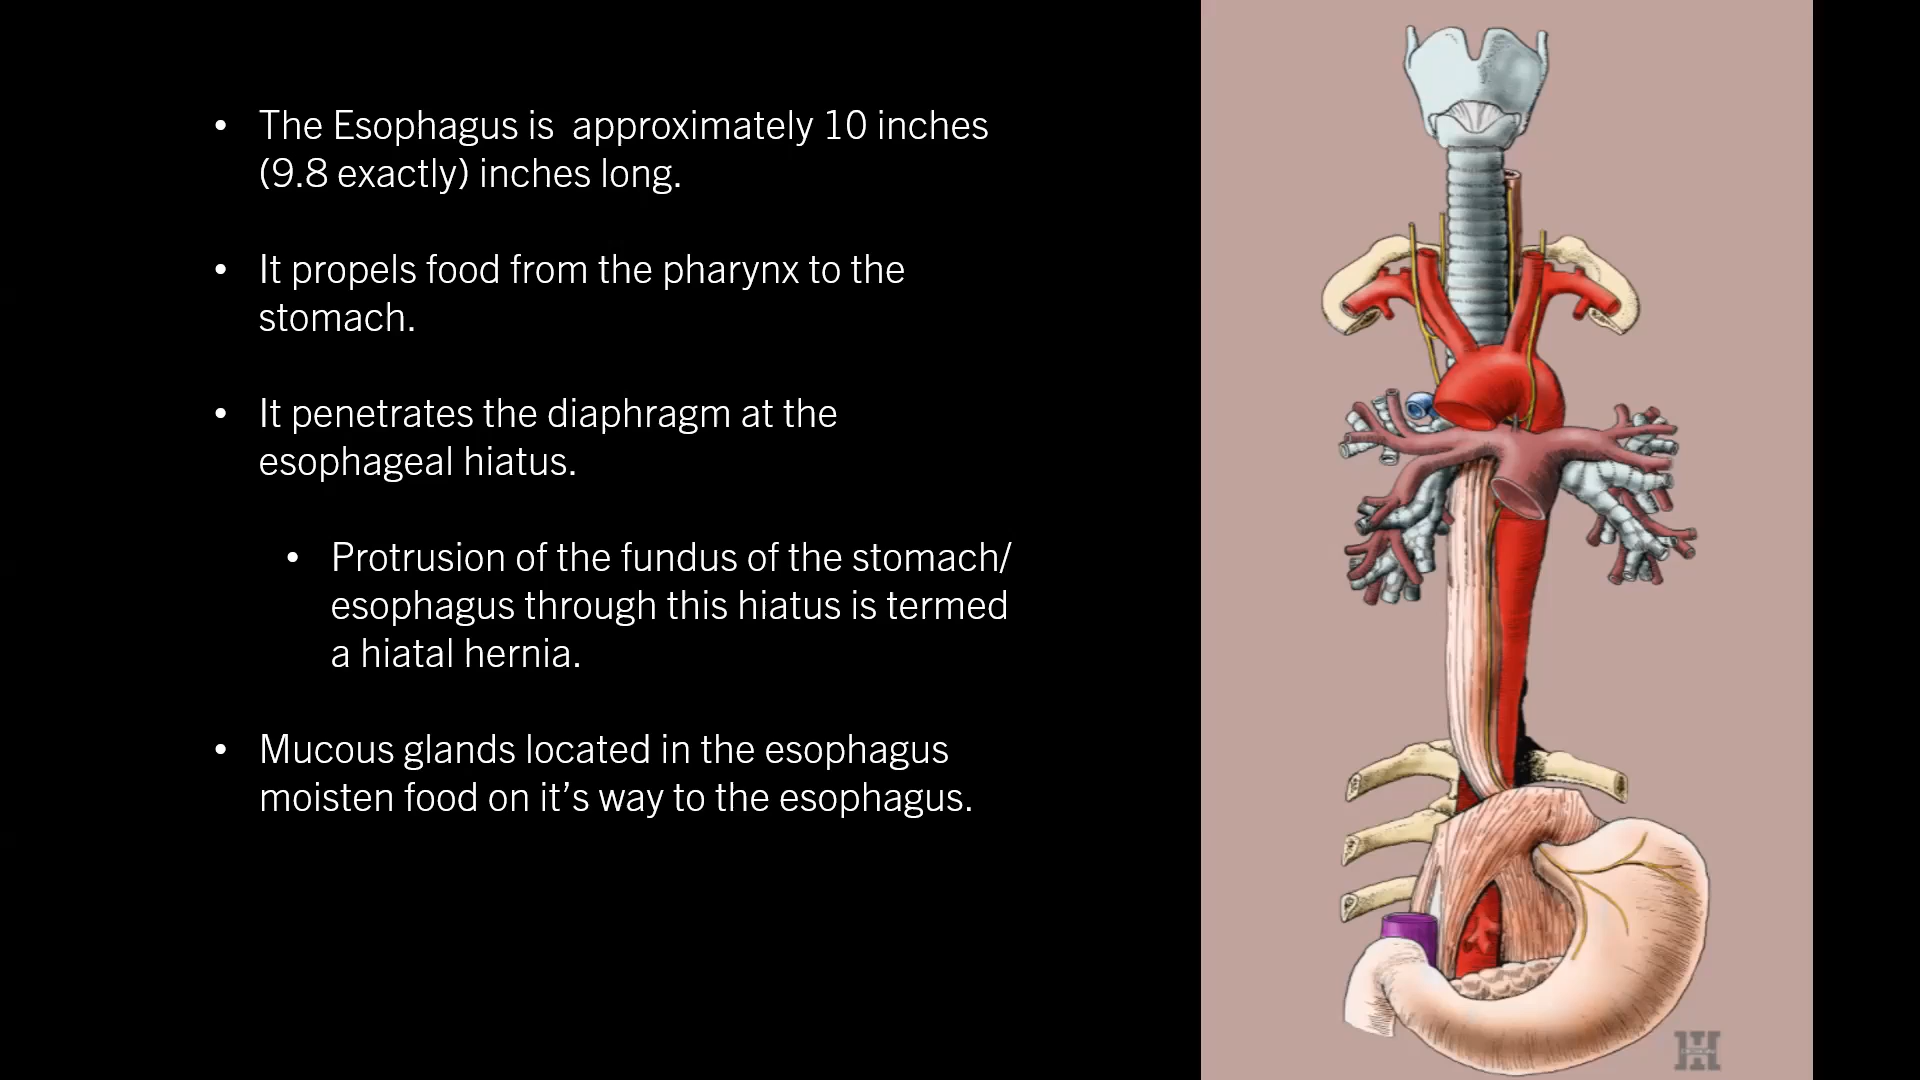 • The Esophagus is  approximately 10 inches
(9.8 exactly) inches long.
• It propels food from the pharynx to the
stomach.
• It penetrates the diaphragm at the
esophageal hiatus.
• Protrusion of the fundus of the stomach/
esophagus through this hiatus is termed
a hiatal hernia.
• Mucous glands located in the esophagus
moisten food on it’s way to the esophagus.